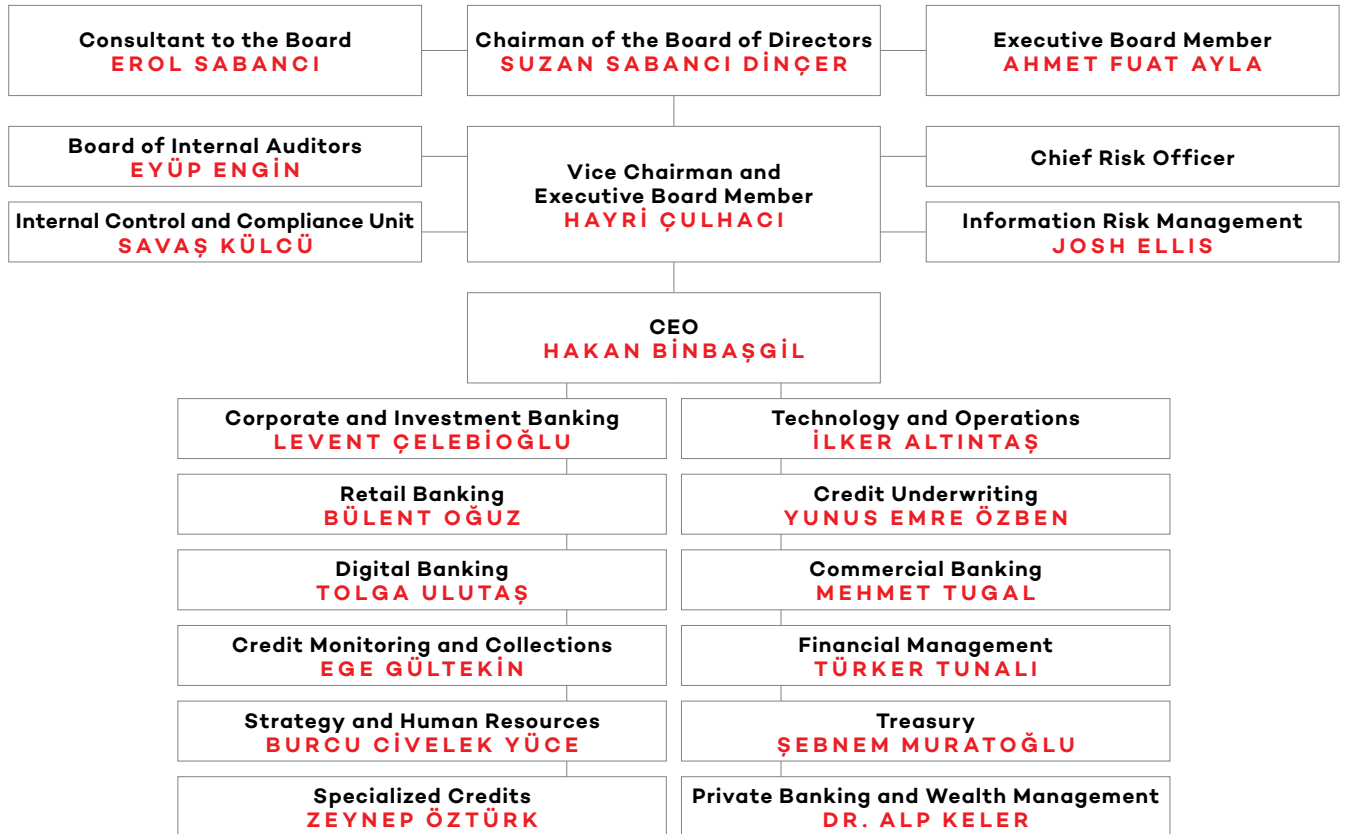 Consultant to the Board
EROL SABANCI
Chairman of the Board of Directors
SUZAN SABANCI DİNÇER
Executive Board Member
AHMET FUAT AYLA
Board of Internal Auditors
EYÜP ENGİN
Vice Chairman and
Executive Board Member
HAYRİ ÇULHACI
Chief Risk Officer
Internal Control and Compliance Unit
SAVAŞ KÜLCÜ
Information Risk Management
JOSH ELLIS
CEO
HAKAN BİNBAŞGİL
Corporate and Investment Banking
LEVENT ÇELEBİOĞLU
Technology and Operations
İLKER ALTINTAŞ
Retail Banking
BÜLENT OĞUZ
Credit Underwriting
YUNUS EMRE ÖZBEN
Digital Banking
TOLGA ULUTAŞ
Commercial Banking
MEHMET TUGAL
Credit Monitoring and Collections
EGE GÜLTEKİN
Financial Management
TÜRKER TUNALI
Strategy and Human Resources
BURCU CİVELEK YÜCE
Treasury
ŞEBNEM MURATOĞLU
Specialized Credits
ZEYNEP ÖZTÜRK
Private Banking and Wealth Management
DR. ALP KELER